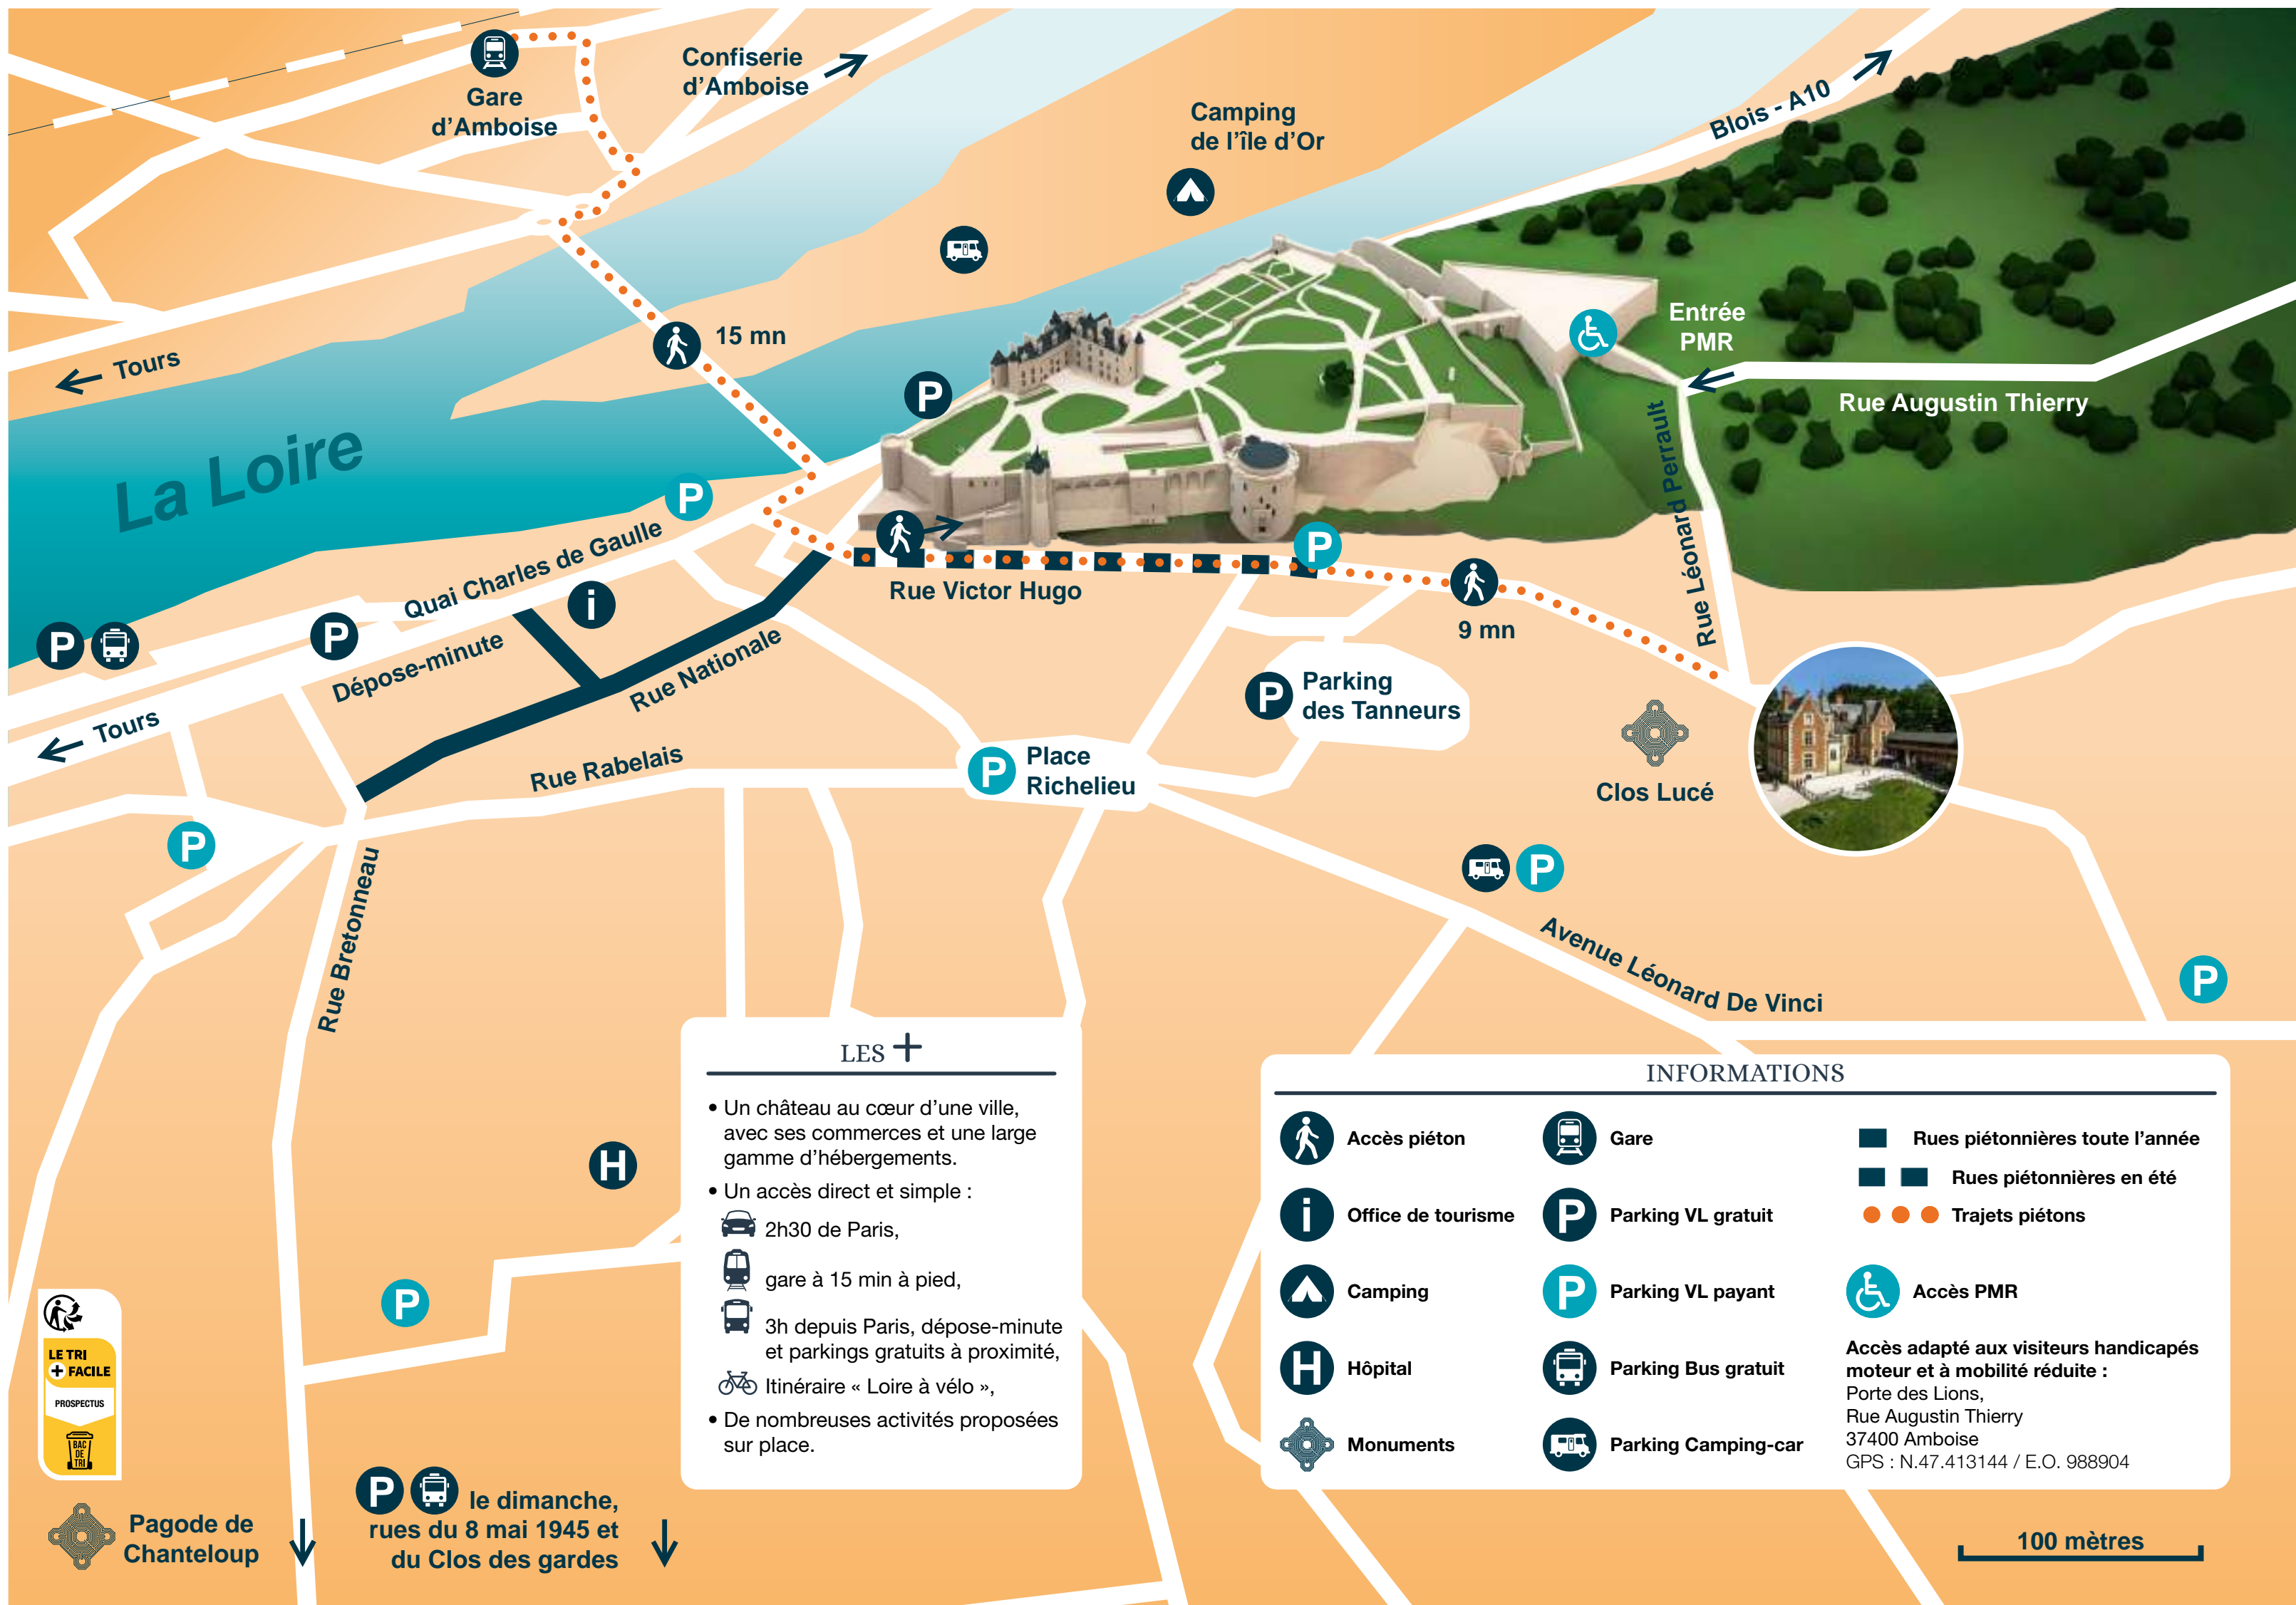 Gare
d'Amboise
Confiserie
d'Amboise
Camping
de l'île d'Or
Blois - A10
15 mn
Entrée
PMR
Tours
Rue Augustin Thierry
La Loire
P
Rue Léonard Perrault
P
Quai Charles de Gaulle
P
i
Rue Victor Hugo
9 mn
P
P
Dépose-minute
Rue Nationale
P
Parking
des Tanneurs
Tours
Rue Rabelais
P
Place
Richelieu
Clos Lucé
P
P
Rue Bretonneau
Avenue Léonard De Vinci
P
LES +
• Un château au cœur d'une ville,
avec ses commerces et une large
gamme d'hébergements.
• Un accès direct et simple :
2h30 de Paris,
gare à 15 min à pied,
3h depuis Paris, dépose-minute
et parkings gratuits à proximité,
Itinéraire « Loire à vélo »,
• De nombreuses activités proposées
sur place.
INFORMATIONS
Accès piéton
Gare
Rues piétonnières toute l'année
Rues piétonnières en été
i Office de tourisme
P Parking VL gratuit
Trajets piétons
Camping
P Parking VL payant
Accès PMR
H Hôpital
Parking Bus gratuit
Monuments
Parking Camping-car
Accès adapté aux visiteurs handicapés
moteur et à mobilité réduite :
Porte des Lions,
Rue Augustin Thierry
37400 Amboise
GPS : N.47.413144 / E.O. 988904
H
P
LE TRI
+ FACILE
PROSPECTUS
BAC
DE
TRI
Pagode de
Chanteloup
P le dimanche,
rues du 8 mai 1945 et
du Clos des gardes
100 mètres